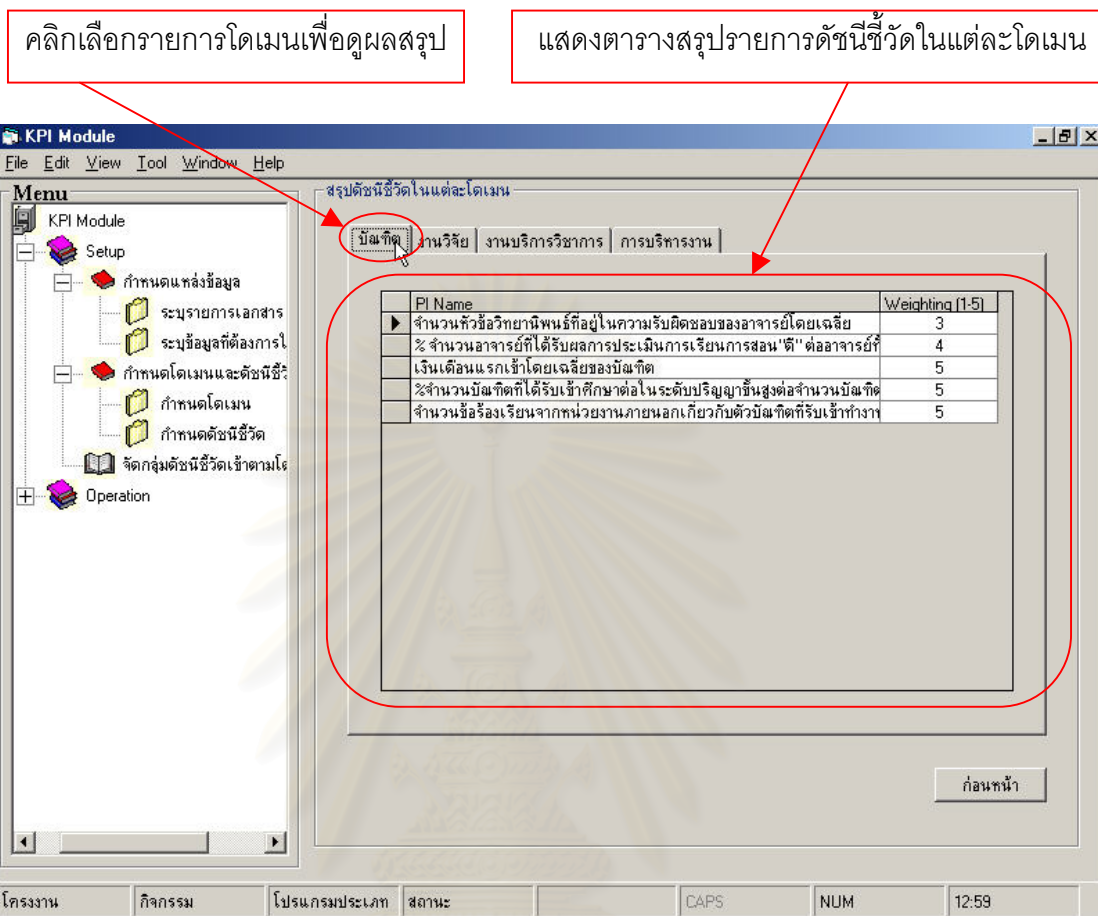 คลิกเลือกรายการโดเมนเพื่อดูผลสรุป
แสดงตารางสรุปรายการดัชนีชี้วัดในแต่ละโดเมน
KPI Module
File Edit View Tool Window Help
Menu
KPI Module
Setup
กำหนดแหล่งข้อมูล
ระบุรายการเอกสาร
ระบุข้อมูลที่ต้องการใ
กำหนดโดเมนและดัชนีชี้วั
กำหนดโดเมน
กำหนดดัชนีชี้วัด
จัดกลุ่มดัชนีชี้วัดเข้าตามโด
Operation
สรุปดัชนีชี้วัดในแต่ละโดเมน
บัณฑิต งานวิจัย งานบริการวิชาการ การบริหารงาน
PI Name Weighting (1-5)
จำนวนหัวข้อวิทยานิพนธ์ที่อยู่ในความรับผิดชอบของอาจารย์โดยเฉลี่ย 3
% จำนวนอาจารย์ที่ได้รับผลการประเมินการเรียนการสอน"ดี" ต่ออาจารย์ทั้ 4
เงินเดือนแรกเข้าโดยเฉลี่ยของบัณฑิต 5
%จำนวนบัณฑิตที่ได้รับเข้าศึกษาต่อในระดับปริญญาขั้นสูงต่อจำนวนบัณฑิต 5
จำนวนข้อร้องเรียนจากหน่วยงานภายนอกเกี่ยวกับตัวบัณฑิตที่รับเข้าทำงาน 5
ก่อนหน้า
โครงงาน กิจกรรม โปรแกรมประเภท สถานะ CAPS NUM 12:59